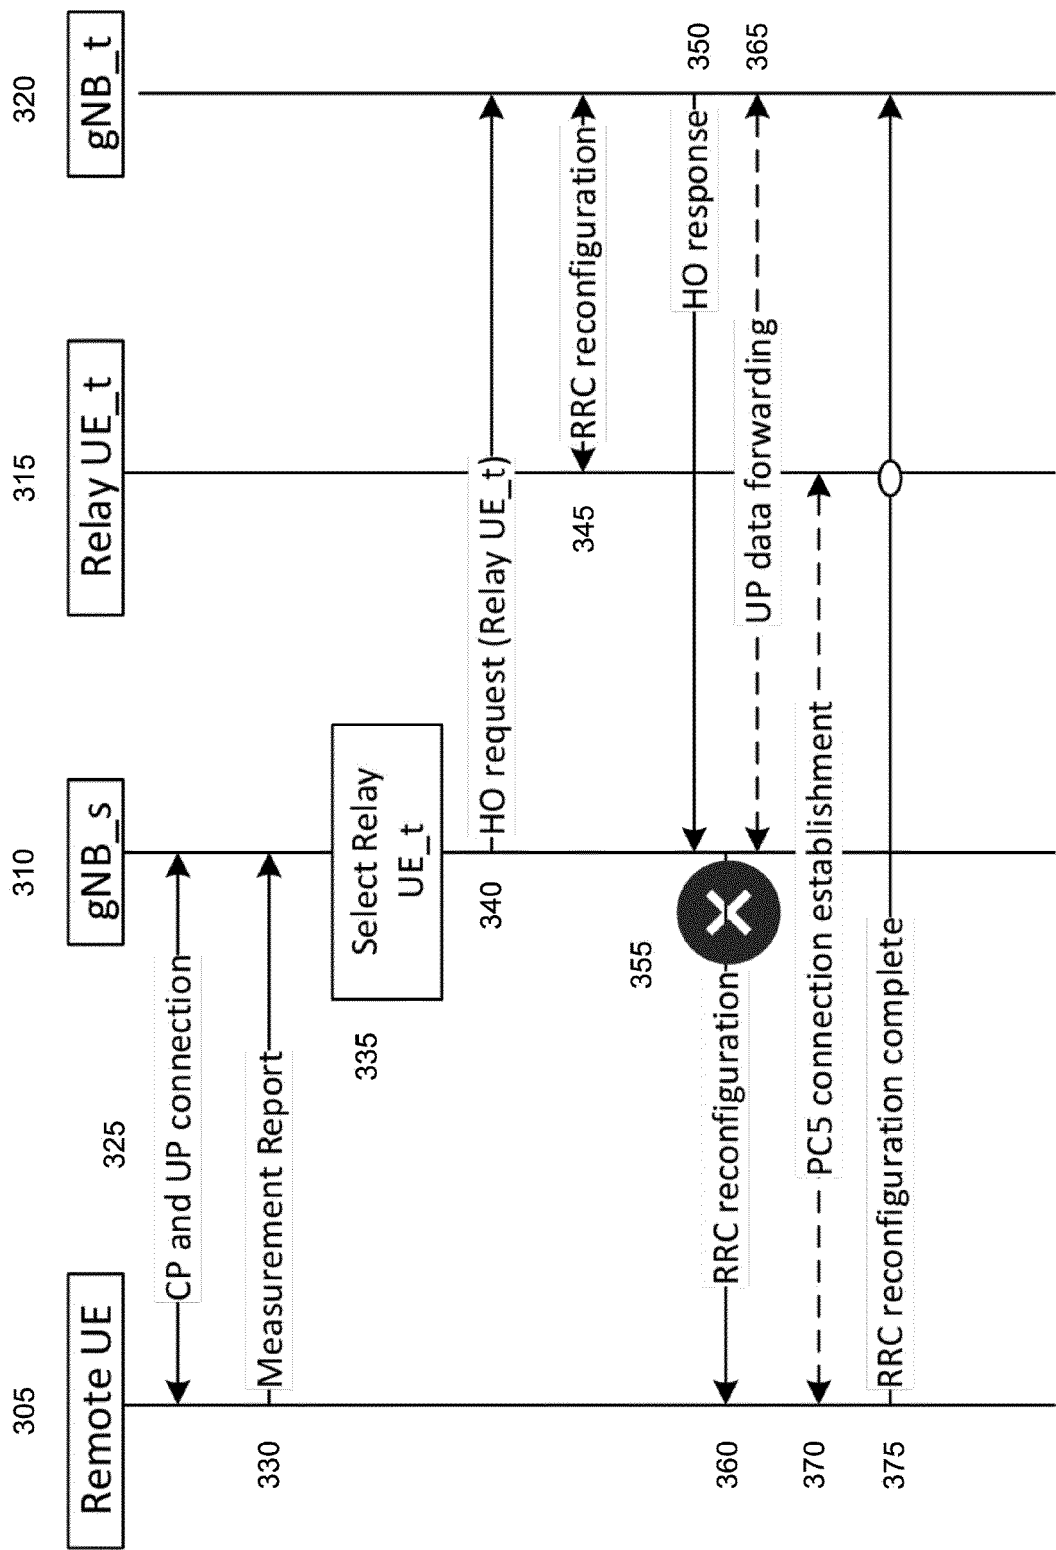 305
310
315
320
Remote UE
gNB_s
Relay UE_t
gNB_t
325
CP and UP connection
330
Measurement Report
335
Select Relay
UE_t
340
HO request (Relay UE_t)
345
RRC reconfiguration
HO response
350
355
360
RRC reconfiguration
UP data forwarding
365
370
PC5 connection establishment
375
RRC reconfiguration complete